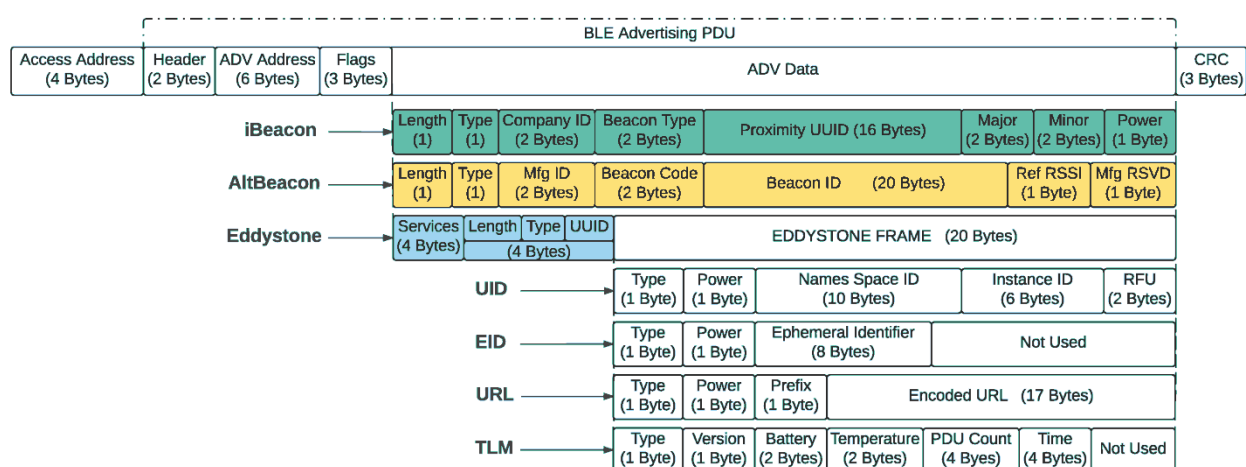 BLE Advertising PDU
Access Address
(4 Bytes)
Header
(2 Bytes)
ADV Address
(6 Bytes)
Flags
(3 Bytes)
ADV Data
CRC
(3 Bytes)
iBeacon
Length
(1)
Type
(1)
Company ID
(2 Bytes)
Beacon Type
(2 Bytes)
Proximity UUID (16 Bytes)
Major
(2 Bytes)
Minor
(2 Bytes)
Power
(1 Byte)
AltBeacon
Length
(1)
Type
(1)
Mfg ID
(2 Bytes)
Beacon Code
(2 Bytes)
Beacon ID (20 Bytes)
Ref RSSI
(1 Byte)
Mfg RSVD
(1 Byte)
Eddystone
Services
(4 Bytes)
Length
Type
UUID
(4 Bytes)
EDDYSTONE FRAME (20 Bytes)
UID
Type
(1 Byte)
Power
(1 Byte)
Names Space ID
(10 Bytes)
Instance ID
(6 Bytes)
RFU
(2 Bytes)
EID
Type
(1 Byte)
Power
(1 Byte)
Ephemeral Identifier
(8 Bytes)
Not Used
URL
Type
(1 Byte)
Power
(1 Byte)
Prefix
(1 Byte)
Encoded URL (17 Bytes)
TLM
Type
(1 Byte)
Version
(1 Byte)
Battery
(2 Bytes)
Temperature
(2 Bytes)
PDU Count
(4 Byes)
Time
(4 Bytes)
Not Used